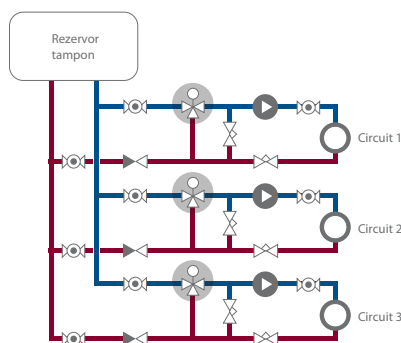 Rezervor
tampon
Circuit 1
Circuit 2
Circuit 3